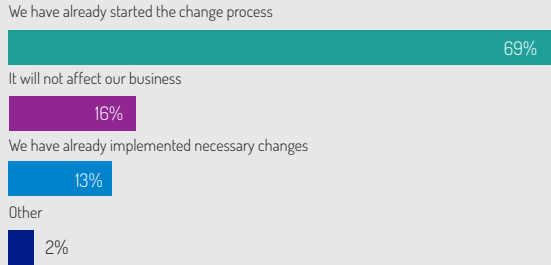 We have already started the change process
69%
It will not affect our business
16%
We have already implemented necessary changes
13%
Other
2%